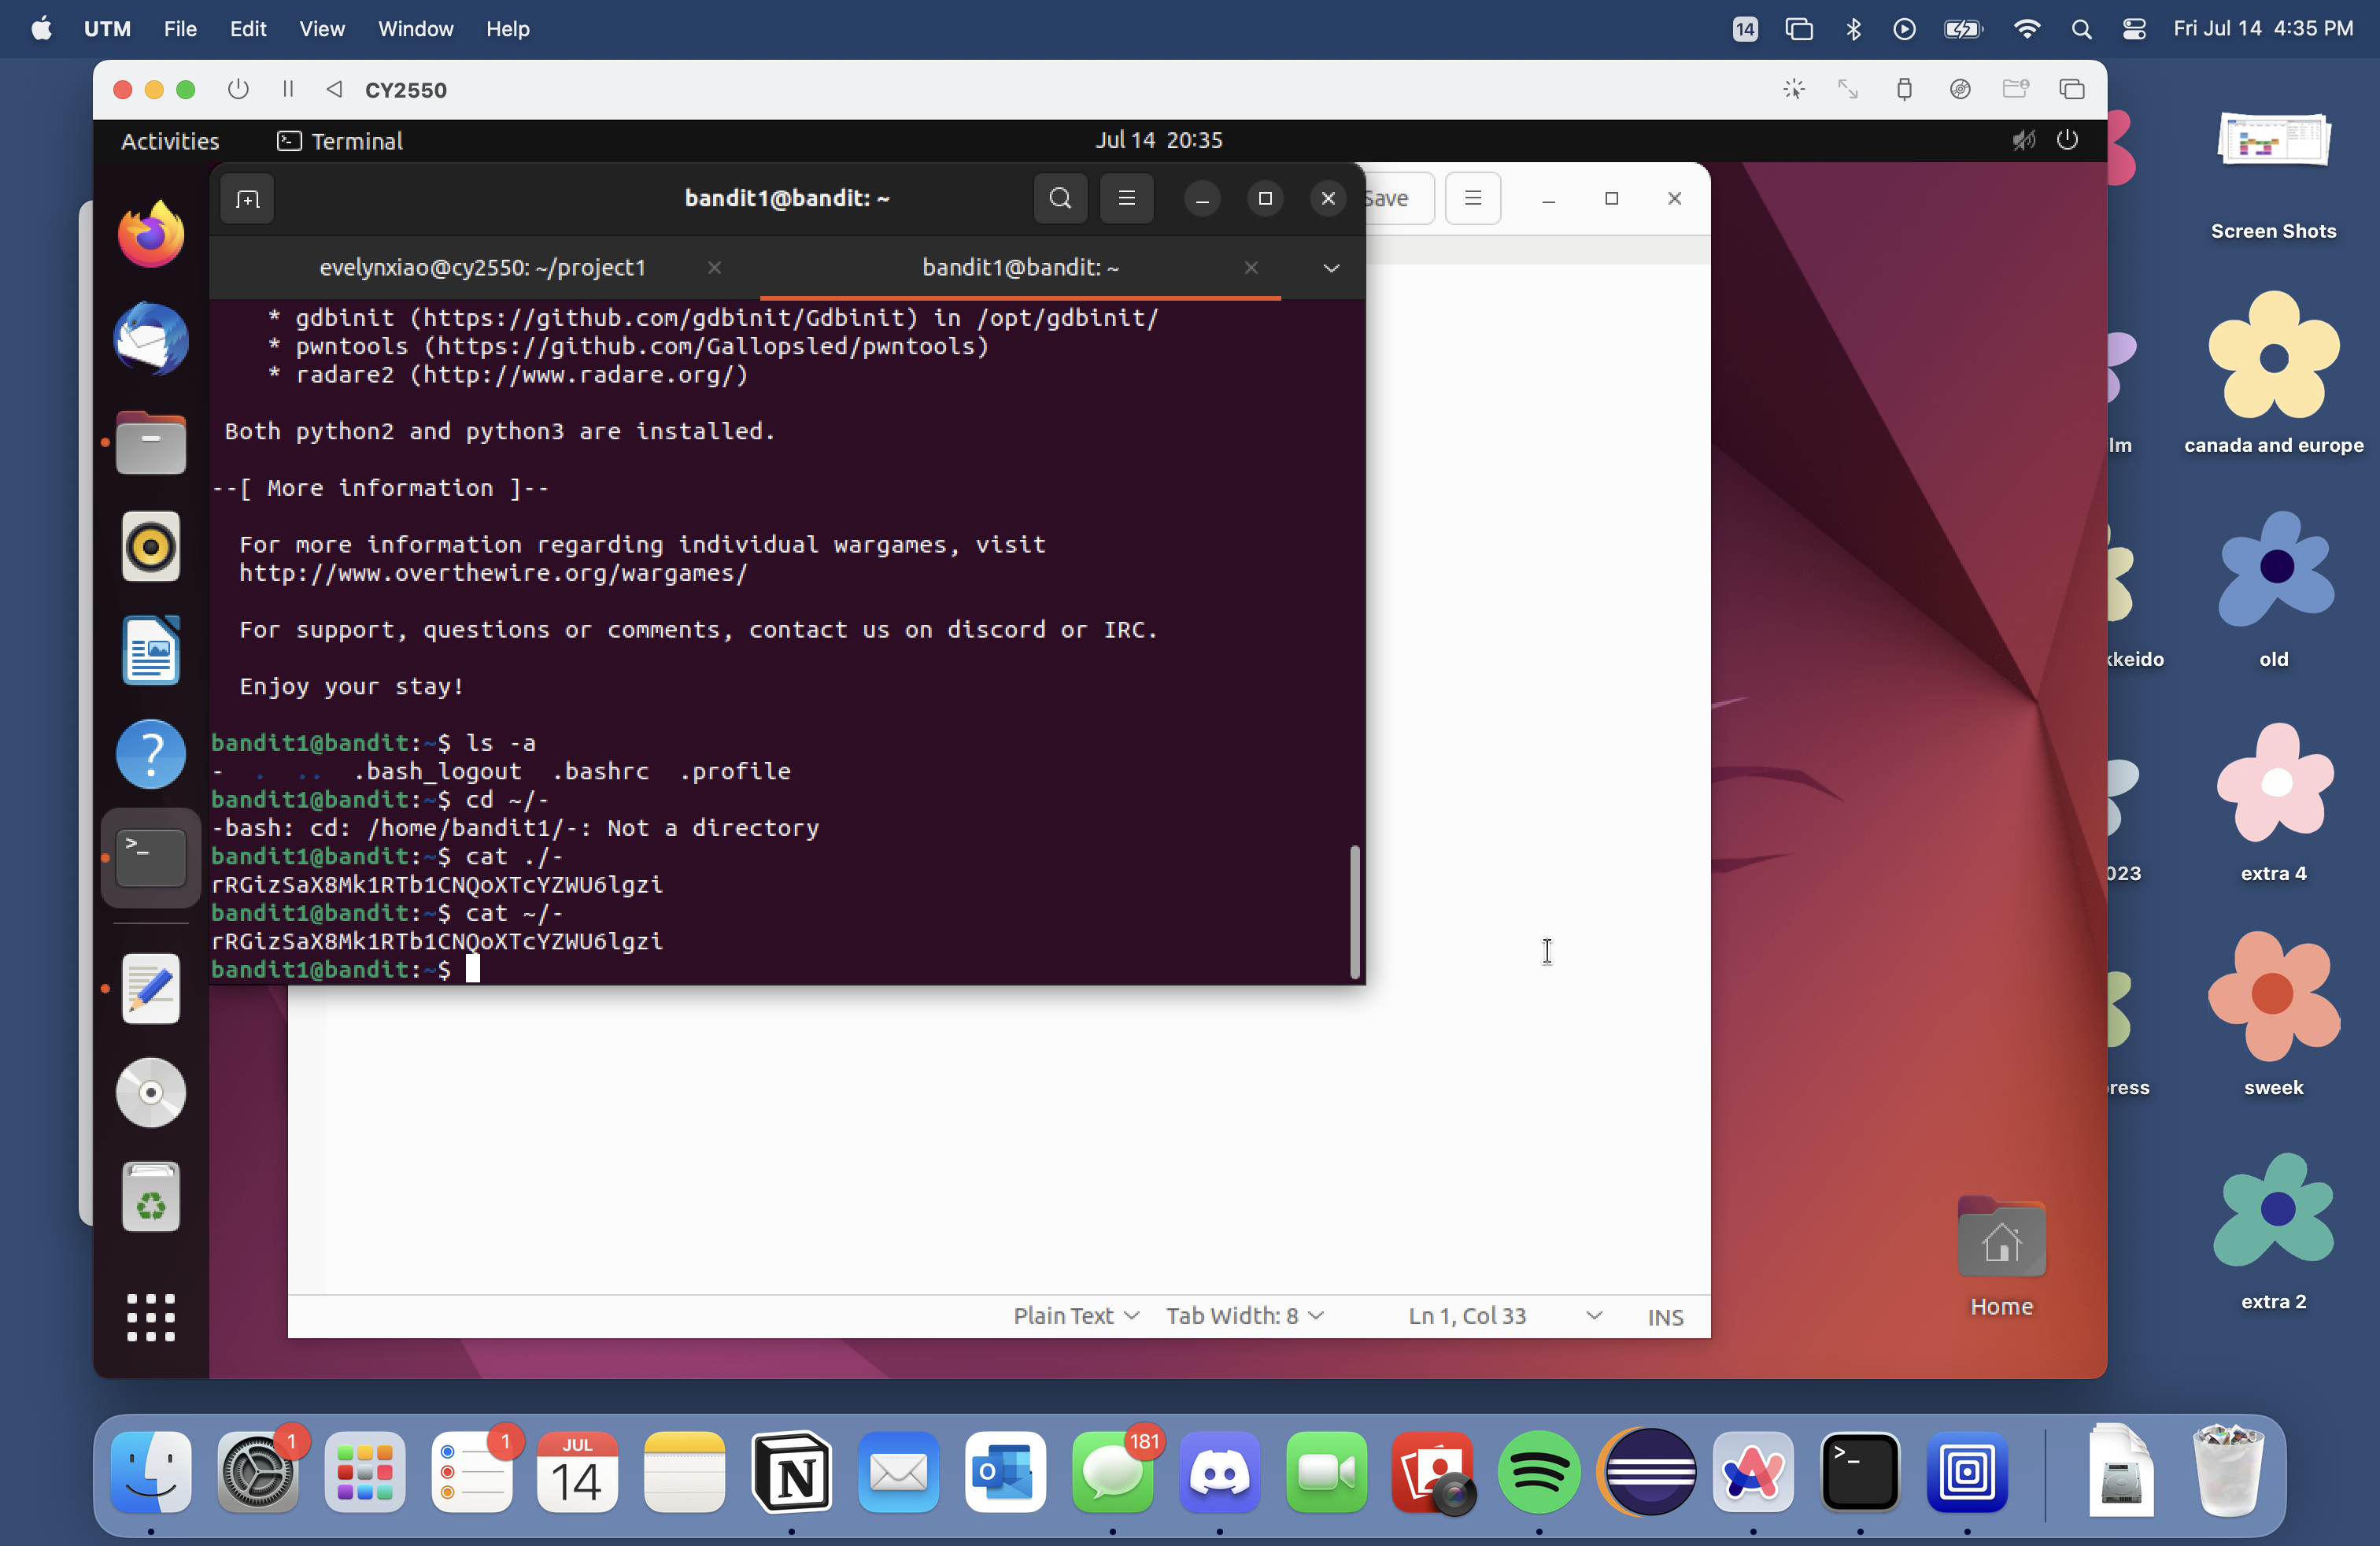 UTM File Edit View Window Help
14 Fri Jul 14 4:35 PM
CY2550
Activities Terminal Jul 14 20:35
bandit1@bandit: ~
Save
evelynxiao@cy2550: ~/project1 bandit1@bandit: ~
* gdbinit (https://github.com/gdbinit/Gdbinit) in /opt/gdbinit/
* pwntools (https://github.com/Gallopsled/pwntools)
* radare2 (http://www.radare.org/)
Both python2 and python3 are installed.
--[ More information ]--
For more information regarding individual wargames, visit
http://www.overthewire.org/wargames/
For support, questions or comments, contact us on discord or IRC.
Enjoy your stay!
bandit1@bandit:~$ ls -a
- . .. .bash_logout .bashrc .profile
bandit1@bandit:~$ cd ~/-
-bash: cd: /home/bandit1/-: Not a directory
bandit1@bandit:~$ cat ./-
rRGizSaX8Mk1RTb1CNQoXTcYZWU6lgzi
bandit1@bandit:~$ cat ~/-
rRGizSaX8Mk1RTb1CNQoXTcYZWU6lgzi
bandit1@bandit:~$
Plain Text Tab Width: 8 Ln 1, Col 33 INS
Home
Screen Shots
lm canada and europe
kkeido old
023 extra 4
ress sweek
extra 2
1
1
JUL
14
181